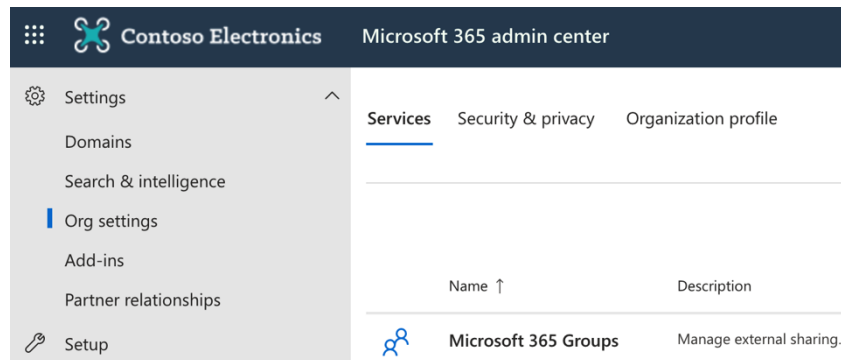 Contoso Electronics Microsoft 365 admin center
Settings
Domains
Search & intelligence
Org settings
Add-ins
Partner relationships
Setup
Services Security & privacy Organization profile
Name ↑ Description
Microsoft 365 Groups Manage external sharing.